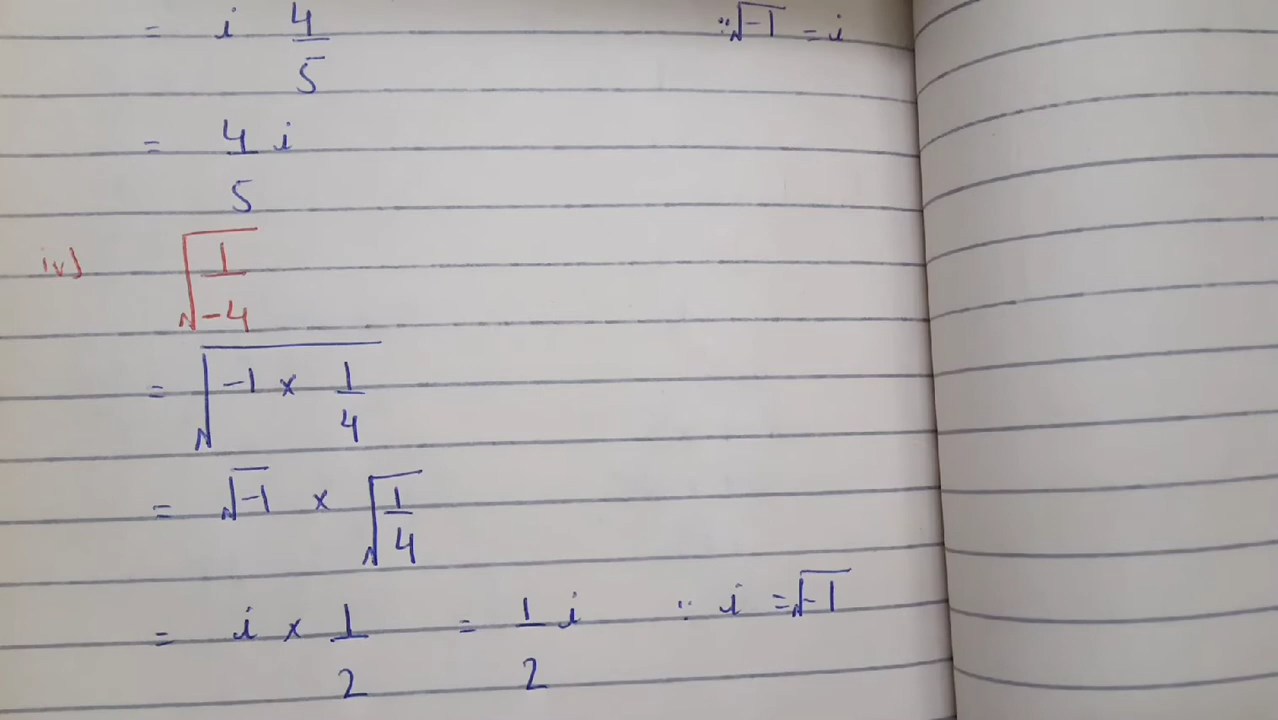 = i 4/5 ∵ √-1 = i
= 4/5 i
iv) √(1/-4)
= √(-1 × 1/4)
= √-1 × √(1/4)
= i × 1/2 = 1/2 i ∵ i = √-1